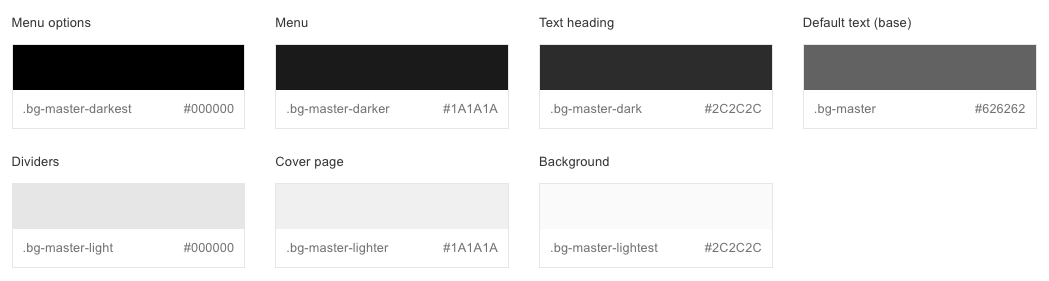 Menu options
Menu
Text heading
Default text (base)
.bg-master-darkest #000000
.bg-master-darker #1A1A1A
.bg-master-dark #2C2C2C
.bg-master #626262
Dividers
Cover page
Background
.bg-master-light #000000
.bg-master-lighter #1A1A1A
.bg-master-lightest #2C2C2C